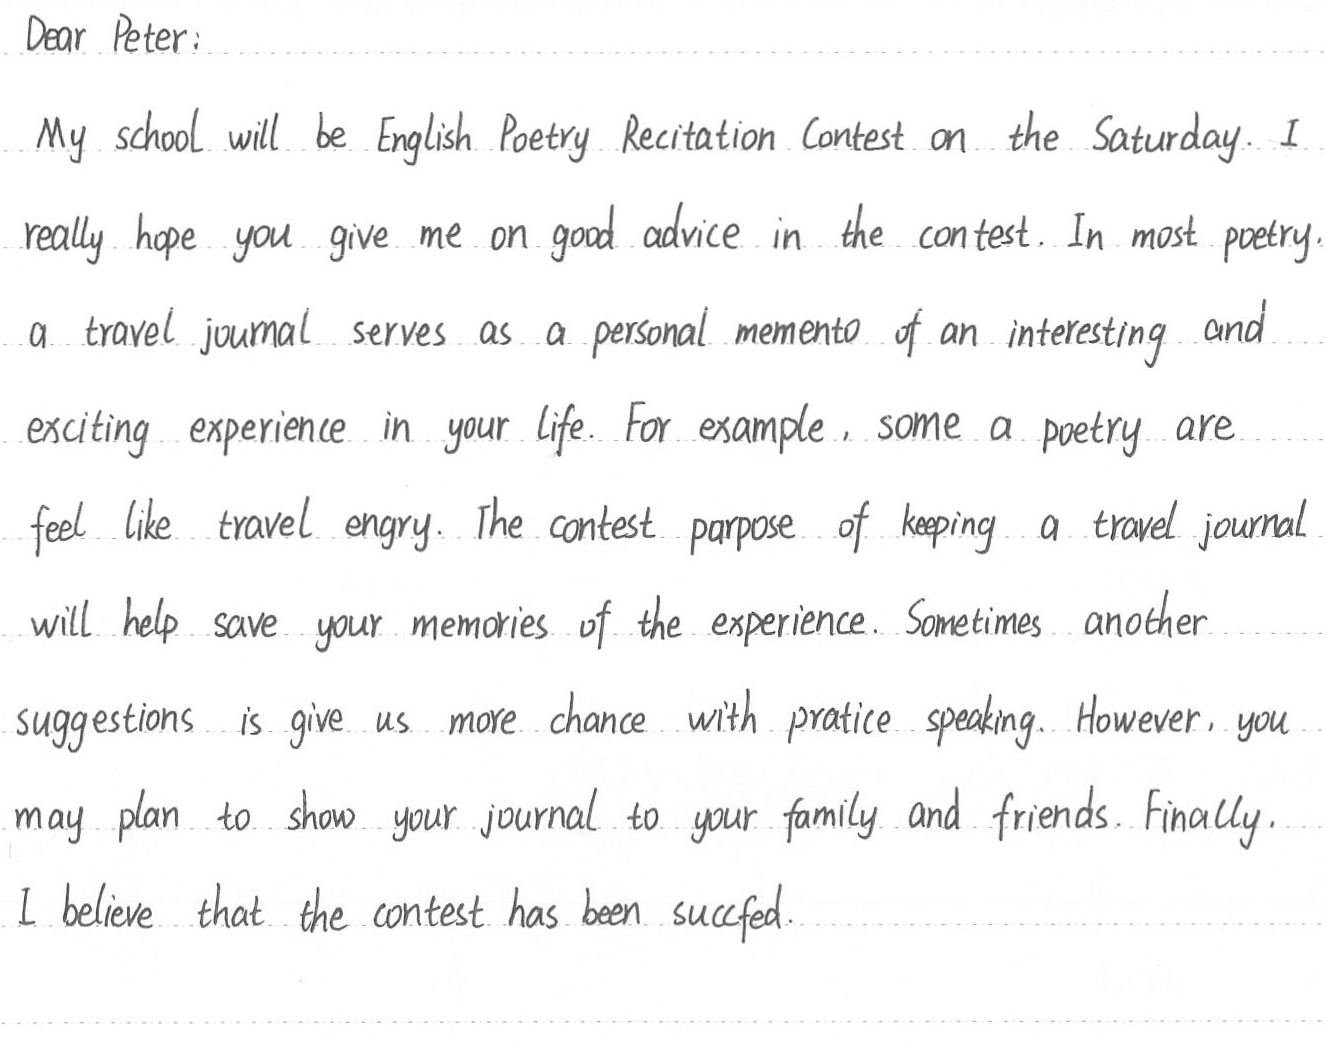 Dear Peter:
My school will be English Poetry Recitation Contest on the Saturday. I
really hope you give me on good advice in the contest. In most poetry.
a travel journal serves as a personal memento of an interesting and
exciting experience in your life. For example, some a poetry are
feel like travel engry. The contest parpose of keeping a travel journal
will help save your memories of the experience. Sometimes another
suggestions is give us more chance with pratice speaking. However, you
may plan to show your journal to your family and friends. Finally.
I believe that the contest has been succfed.